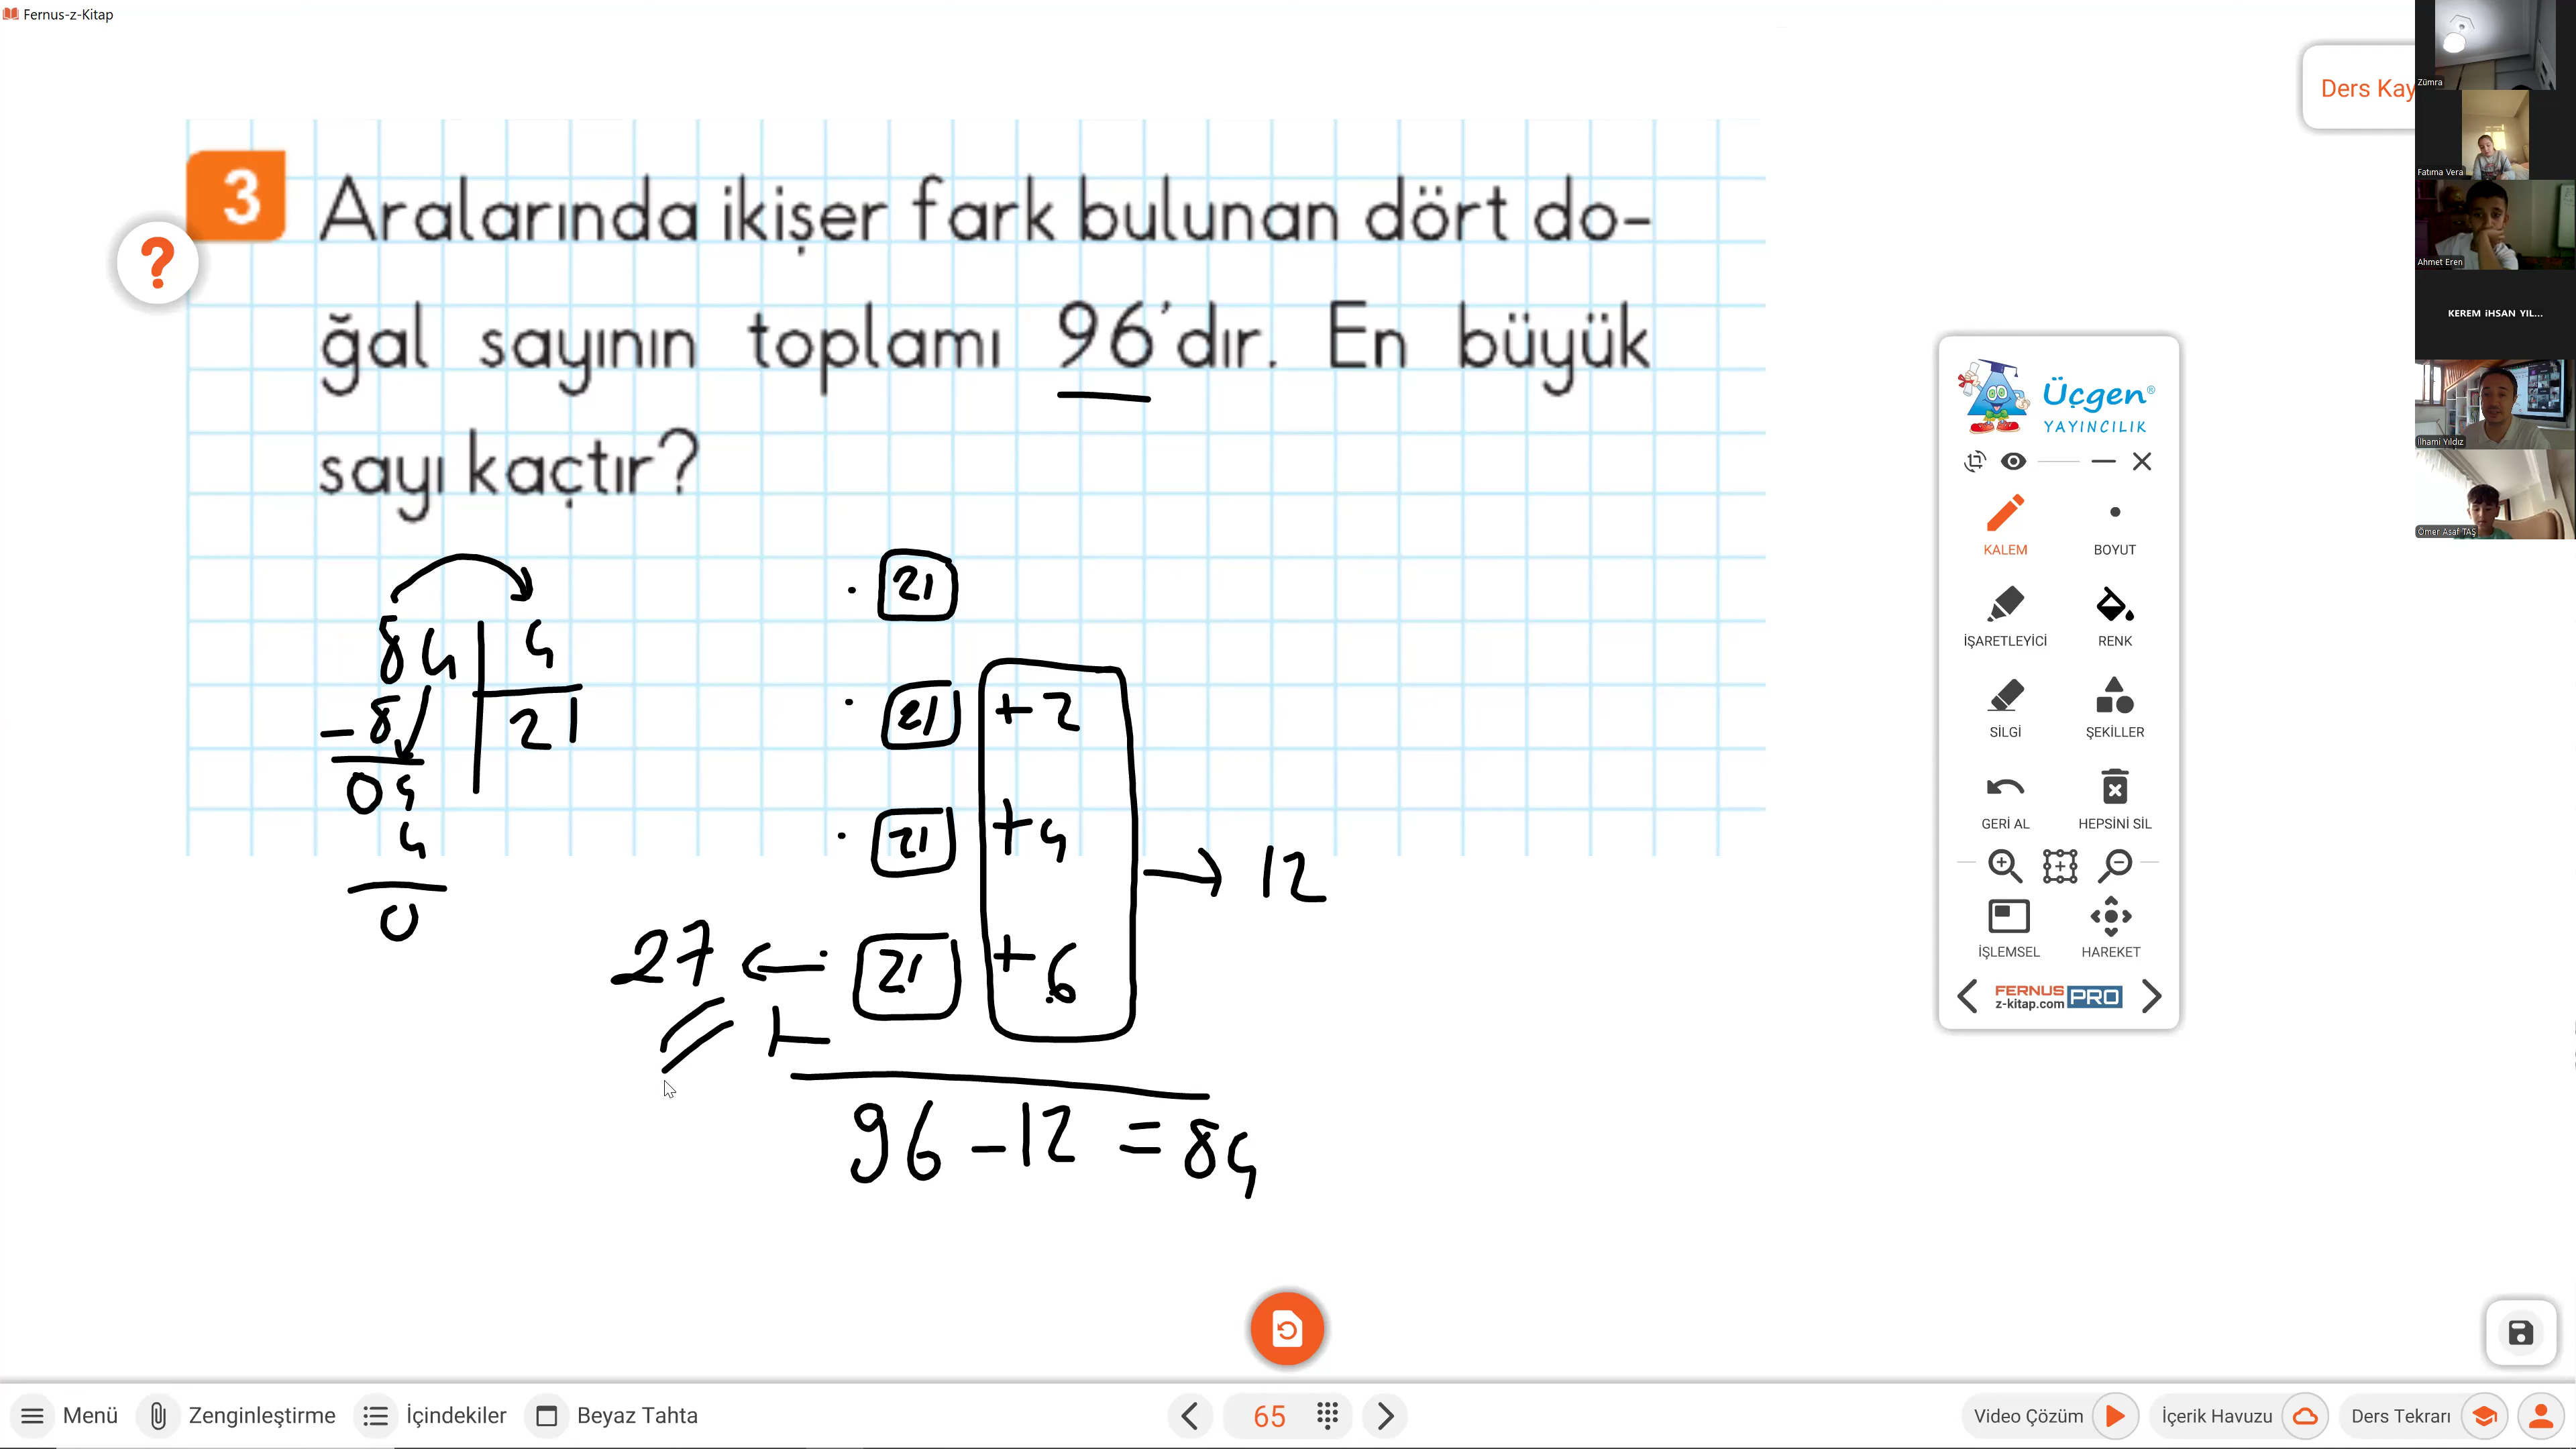 Fernus-z-Kitap
Ders Kay
Zümra
Fatıma Vera
Ahmet Eren
KEREM iHSAN YIL...
İlhami Yıldız
Ömer Asaf TAŞ
3
Aralarında ikişer fark bulunan dört do-
ğal sayının toplamı 96'dır. En büyük
sayı kaçtır?
?
84 4
- 8 21
04
4
0
21
21 + 2
21 + 4
→ 12
27 ← 21 + 6
+
96 - 12 = 84
Üçgen®
YAYINCILIK
KALEM BOYUT
İŞARETLEYİCİ RENK
SİLGİ ŞEKİLLER
GERİ AL HEPSİNİ SİL
İŞLEMSEL HAREKET
FERNUS PRO
z-kitap.com
Menü Zenginleştirme İçindekiler Beyaz Tahta 65 Video Çözüm İçerik Havuzu Ders Tekrarı